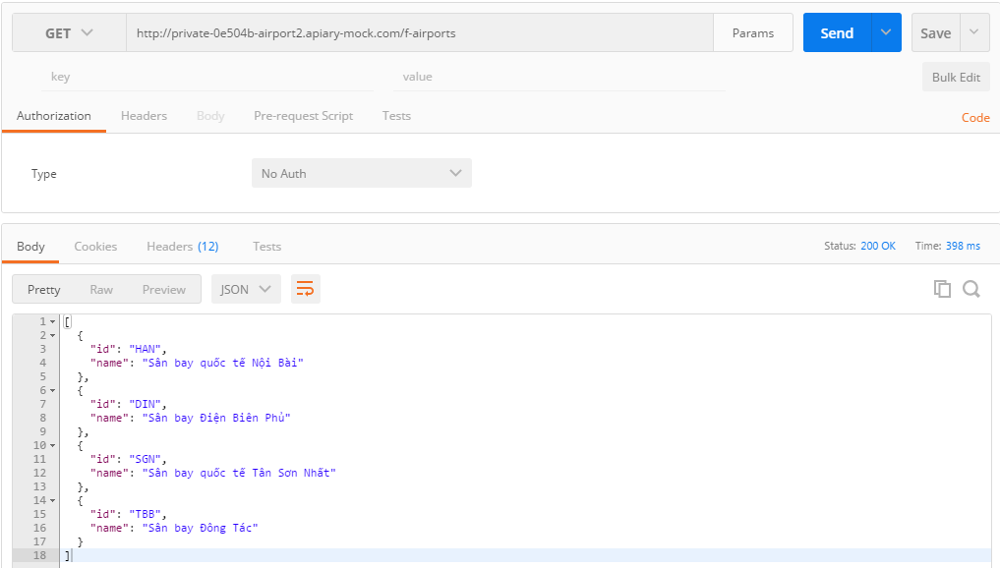 GET http://private-0e504b-airport2.apiary-mock.com/f-airports Params Send Save
key value Bulk Edit
Authorization Headers Body Pre-request Script Tests Code
Type No Auth
Body Cookies Headers (12) Tests Status: 200 OK Time: 398 ms
Pretty Raw Preview JSON
1 [
2 {
3 "id": "HAN",
4 "name": "Sân bay quốc tế Nội Bài"
5 },
6 {
7 "id": "DIN",
8 "name": "Sân bay Điện Biên Phủ"
9 },
10 {
11 "id": "SGN",
12 "name": "Sân bay quốc tế Tân Sơn Nhất"
13 },
14 {
15 "id": "TBB",
16 "name": "Sân bay Đông Tác"
17 }
18 ]